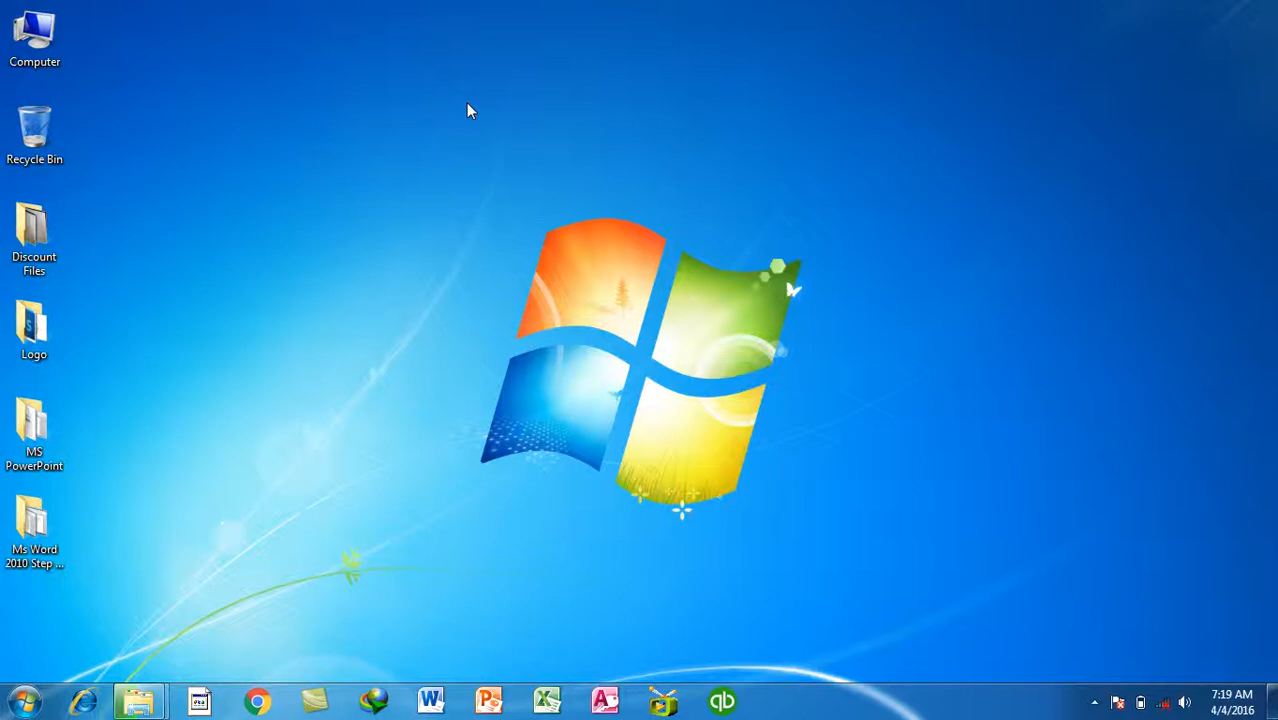 Computer
Recycle Bin
Discount
Files
Logo
MS
PowerPoint
Ms Word
2010 Step ...
7:19 AM
4/4/2016